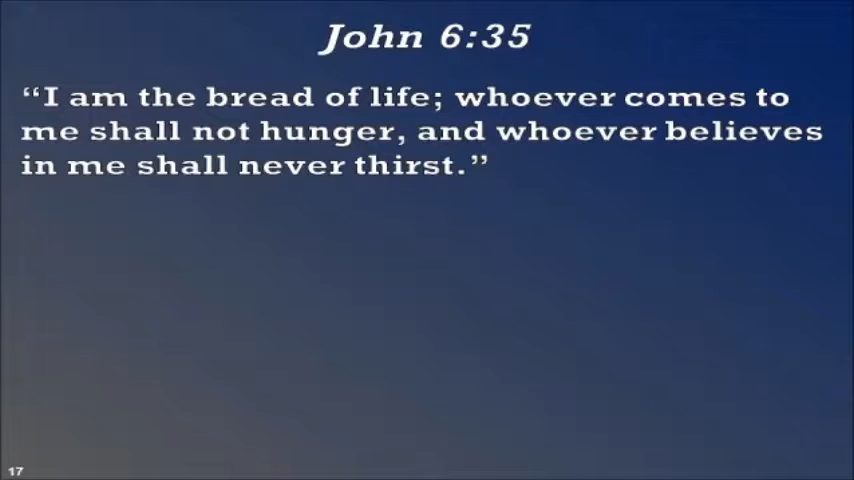 John 6:35
“I am the bread of life; whoever comes to
me shall not hunger, and whoever believes
in me shall never thirst.”
17